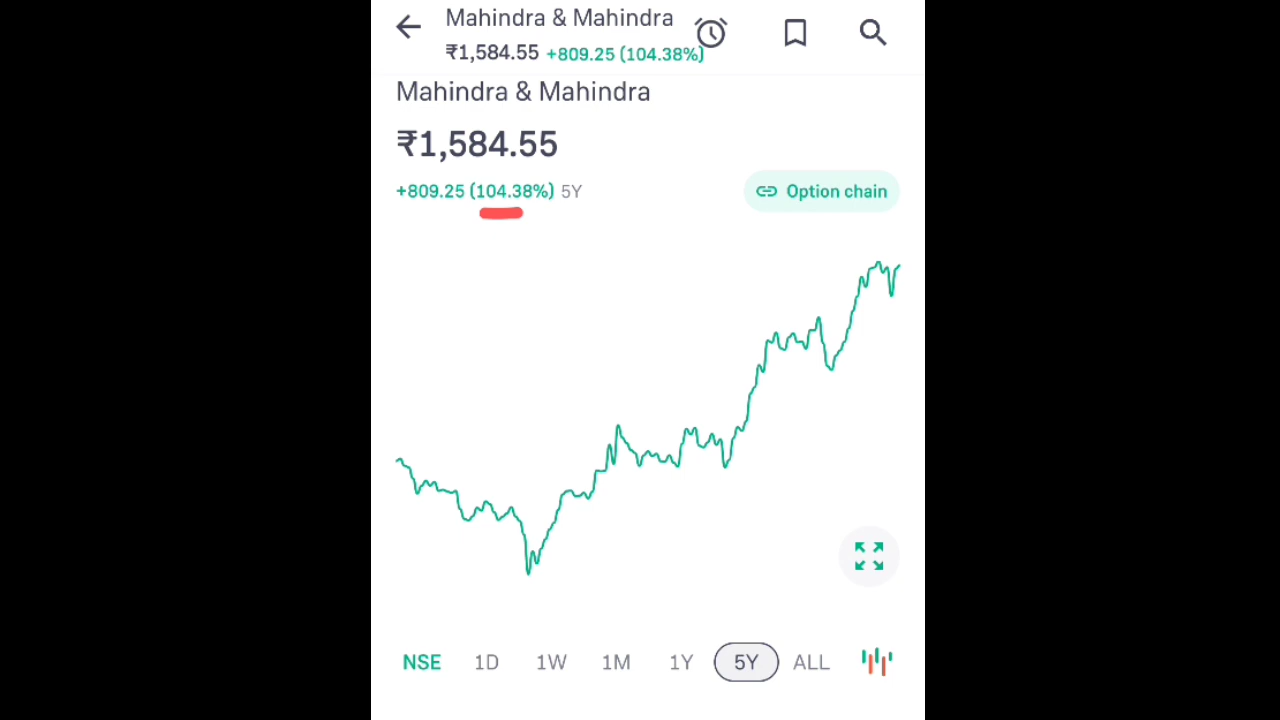 Mahindra & Mahindra
₹1,584.55 +809.25 (104.38%)
Mahindra & Mahindra
₹1,584.55
+809.25 (104.38%) 5Y
Option chain
NSE 1D 1W 1M 1Y 5Y ALL